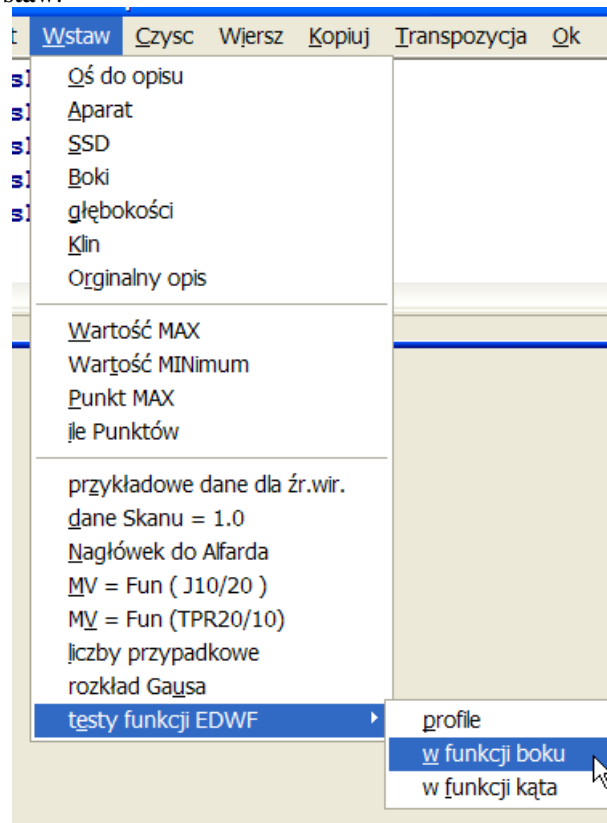 Wstaw Czysc Wiersz Kopiuj Transpozycja Ok
Oś do opisu
Aparat
SSD
Boki
głębokości
Klin
Orginalny opis
Wartość MAX
Wartość MINimum
Punkt MAX
ile Punktów
przykładowe dane dla źr.wir.
dane Skanu = 1.0
Nagłówek do Alfarda
MV = Fun ( J10/20 )
MV = Fun (TPR20/10)
liczby przypadkowe
rozkład Gausa
testy funkcji EDWF
profile
w funkcji boku
w funkcji kąta